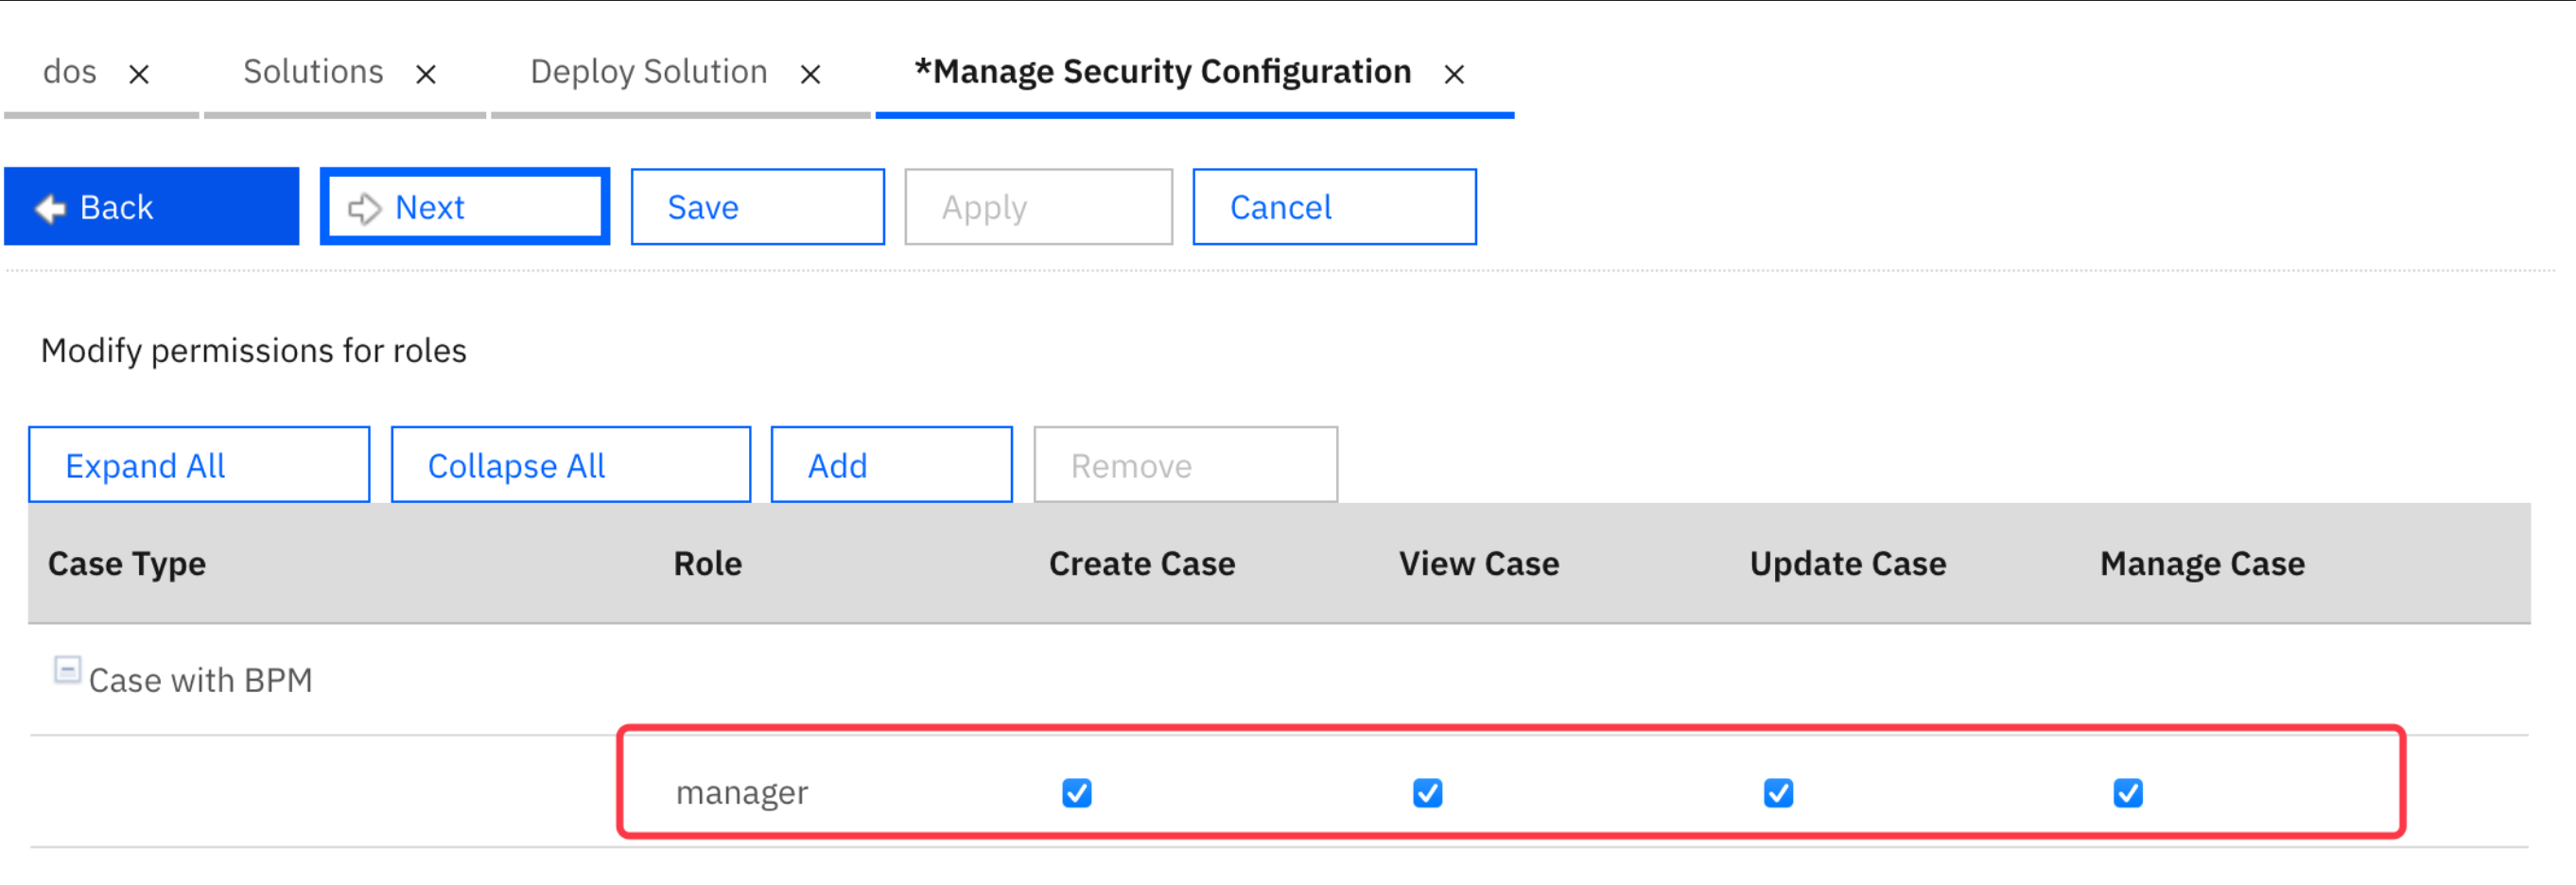 dos Solutions Deploy Solution *Manage Security Configuration
Back Next Save Apply Cancel
Modify permissions for roles
Expand All Collapse All Add Remove
Case Type Role Create Case View Case Update Case Manage Case
Case with BPM
manager